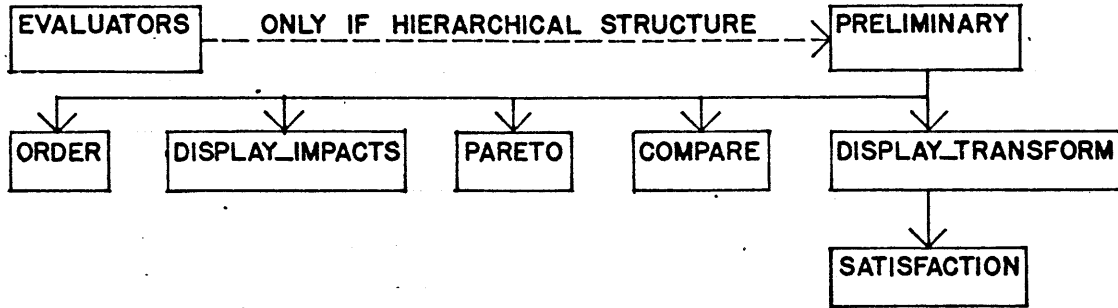 EVALUATORS
ONLY IF HIERARCHICAL STRUCTURE
PRELIMINARY
ORDER
DISPLAY_IMPACTS
PARETO
COMPARE
DISPLAY_TRANSFORM
SATISFACTION